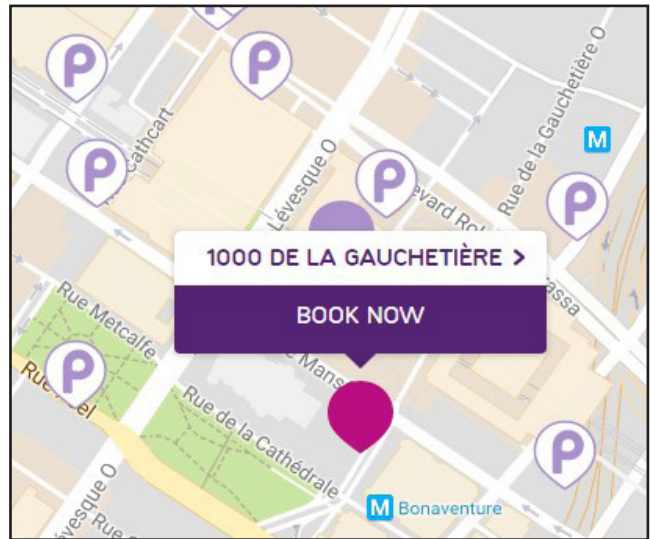 P
P
Cathcart
Lévesque O
Rue de la Gauchetière O
M
P
P
P
1000 DE LA GAUCHETIÈRE >
BOOK NOW
Rue Metcalfe
P
Rue de la Cathédrale
P
M Bonaventure